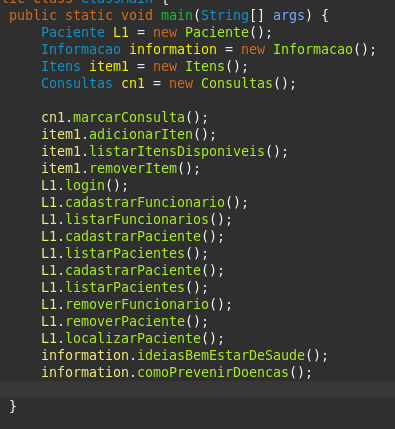 public static void main(String[] args) {
Paciente L1 = new Paciente();
Informacao information = new Informacao();
Itens item1 = new Itens();
Consultas cn1 = new Consultas();
cn1.marcarConsulta();
item1.adicionarIten();
item1.listarItensDisponiveis();
item1.removerItem();
L1.login();
L1.cadastrarFuncionario();
L1.listarFuncionarios();
L1.cadastrarPaciente();
L1.listarPacientes();
L1.cadastrarPaciente();
L1.listarPacientes();
L1.removerFuncionario();
L1.removerPaciente();
L1.localizarPaciente();
information.ideiasBemEstarDeSaude();
information.comoPrevenirDoencas();
}